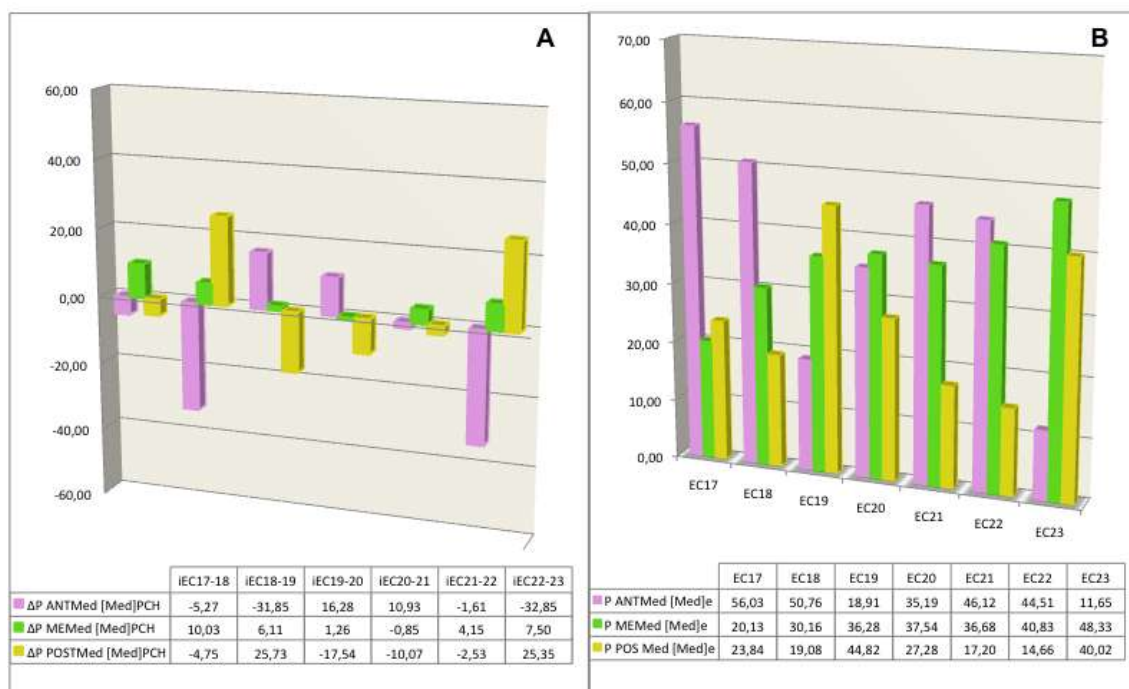 A
60,00
40,00
20,00
0,00
-20,00
-40,00
-60,00
iEC17-18 iEC18-19 iEC19-20 iEC20-21 iEC21-22 iEC22-23
ΔP ANTMed [Med]PCH -5,27 -31,85 16,28 10,93 -1,61 -32,85
ΔP MEMed [Med]PCH 10,03 6,11 1,26 -0,85 4,15 7,50
ΔP POSTMed [Med]PCH -4,75 25,73 -17,54 -10,07 -2,53 25,35
B
70,00
60,00
50,00
40,00
30,00
20,00
10,00
0,00
EC17 EC18 EC19 EC20 EC21 EC22 EC23
EC17 EC18 EC19 EC20 EC21 EC22 EC23
P ANTMed [Med]e 56,03 50,76 18,91 35,19 46,12 44,51 11,65
P MEMed [Med]e 20,13 30,16 36,28 37,54 36,68 40,83 48,33
P POS Med [Med]e 23,84 19,08 44,82 27,28 17,20 14,66 40,02